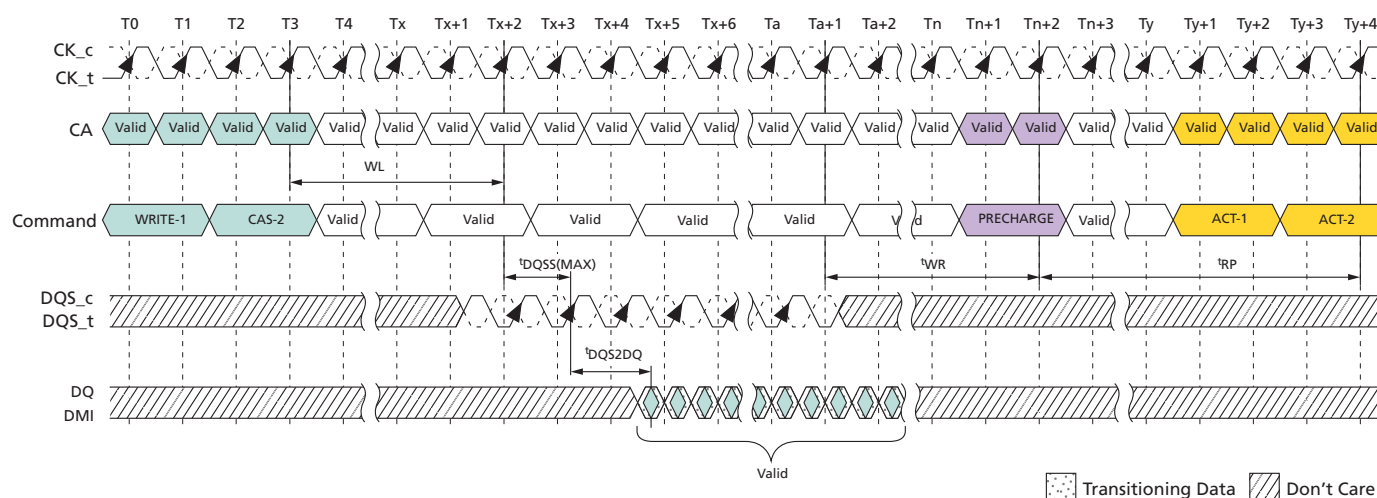 T0 T1 T2 T3 T4 Tx Tx+1 Tx+2 Tx+3 Tx+4 Tx+5 Tx+6 Ta Ta+1 Ta+2 Tn Tn+1 Tn+2 Tn+3 Ty Ty+1 Ty+2 Ty+3 Ty+4
CK_c
CK_t
CA Valid Valid Valid Valid Valid Valid Valid Valid Valid Valid Valid Valid Valid Valid Valid Valid Valid Valid Valid Valid Valid Valid Valid Valid
WL
Command WRITE-1 CAS-2 Valid Valid Valid Valid Valid Valid PRECHARGE Valid ACT-1 ACT-2
tDQSS(MAX) tWR tRP
DQS_c
DQS_t
tDQS2DQ
DQ
DMI
Valid
Transitioning Data Don't Care